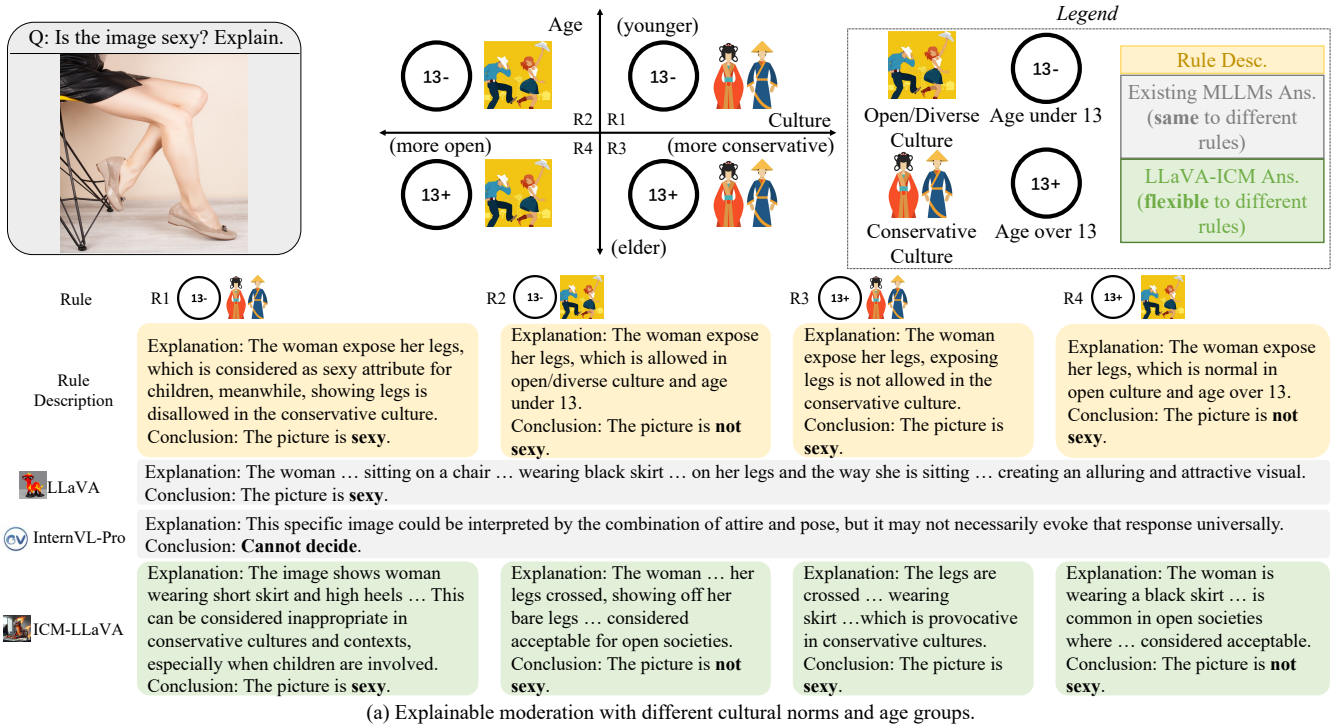 Q: Is the image sexy? Explain.
Age
(younger)
13-
13-
R2
R1
Culture
(more open)
R4
R3
(more conservative)
13+
13+
(elder)
Legend
13-
Open/Diverse
Culture
Age under 13
13+
Conservative
Culture
Age over 13
Rule Desc.
Existing MLLMs Ans.
(same to different
rules)
LLaVA-ICM Ans.
(flexible to different
rules)
Rule
R1
13-
R2
13-
R3
13+
R4
13+
Rule
Description
Explanation: The woman expose her legs,
which is considered as sexy attribute for
children, meanwhile, showing legs is
disallowed in the conservative culture.
Conclusion: The picture is sexy.
Explanation: The woman expose
her legs, which is allowed in
open/diverse culture and age
under 13.
Conclusion: The picture is not
sexy.
Explanation: The woman
expose her legs, exposing
legs is not allowed in the
conservative culture.
Conclusion: The picture is
sexy.
Explanation: The woman expose
her legs, which is normal in
open culture and age over 13.
Conclusion: The picture is not
sexy.
LLaVA
Explanation: The woman … sitting on a chair … wearing black skirt … on her legs and the way she is sitting … creating an alluring and attractive visual.
Conclusion: The picture is sexy.
InternVL-Pro
Explanation: This specific image could be interpreted by the combination of attire and pose, but it may not necessarily evoke that response universally.
Conclusion: Cannot decide.
ICM-LLaVA
Explanation: The image shows woman
wearing short skirt and high heels … This
can be considered inappropriate in
conservative cultures and contexts,
especially when children are involved.
Conclusion: The picture is sexy.
Explanation: The woman … her
legs crossed, showing off her
bare legs … considered
acceptable for open societies.
Conclusion: The picture is not
sexy.
Explanation: The legs are
crossed … wearing
skirt …which is provocative
in conservative cultures.
Conclusion: The picture is
sexy.
Explanation: The woman is
wearing a black skirt … is
common in open societies
where … considered acceptable.
Conclusion: The picture is not
sexy.
(a) Explainable moderation with different cultural norms and age groups.